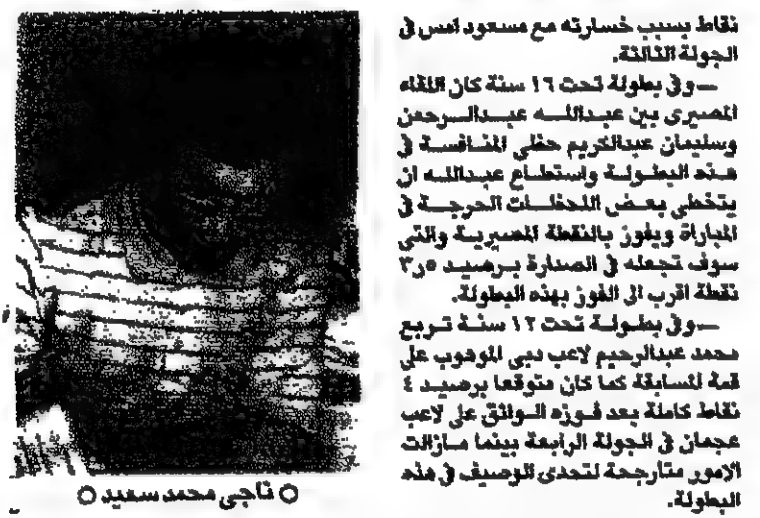 نقاط بسبب خسارته مع مسعود امس في
الجولة الثالثة.
ــ وفي بطولة تحت ١٦ سنة كان اللقاء
المصيري بين عبدالله عبدالرحمن
وسليمان عبدالكريم حظي المنافسة في
هذه البطولة واستطاع عبدالله ان
يتخطى بعض اللحظات الحرجة في
المباراة ويفوز بالنقطة المصيرية والتي
سوف تجعله في الصدارة برصيد ٥ر٣
نقطة اقرب الى الفوز بهذه البطولة.
ــ وفي بطولة تحت ١٢ سنة تربع
محمد عبدالرحيم لاعب دبي الموهوب على
قمة المسابقة كما كان متوقعا برصيد ٤
نقاط كاملة بعد فوزه الواثق على لاعب
عجمان في الجولة الرابعة بينما مازالت
الامور متارجحة لتحدى الوصيف في هذه
البطولة.
○ ناجي محمد سعيد ○